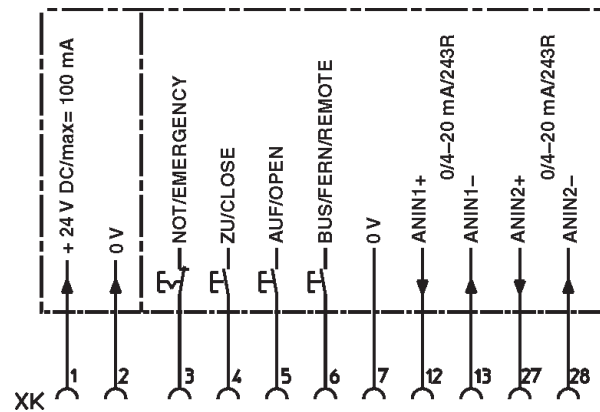 + 24 V DC/max= 100 mA
0 V
NOT/EMERGENCY
ZU/CLOSE
AUF/OPEN
BUS/FERN/REMOTE
0 V
ANIN1+
0/4–20 mA/243R
ANIN1–
ANIN2+
0/4–20 mA/243R
ANIN2–
XK 1 2 3 4 5 6 7 12 13 27 28